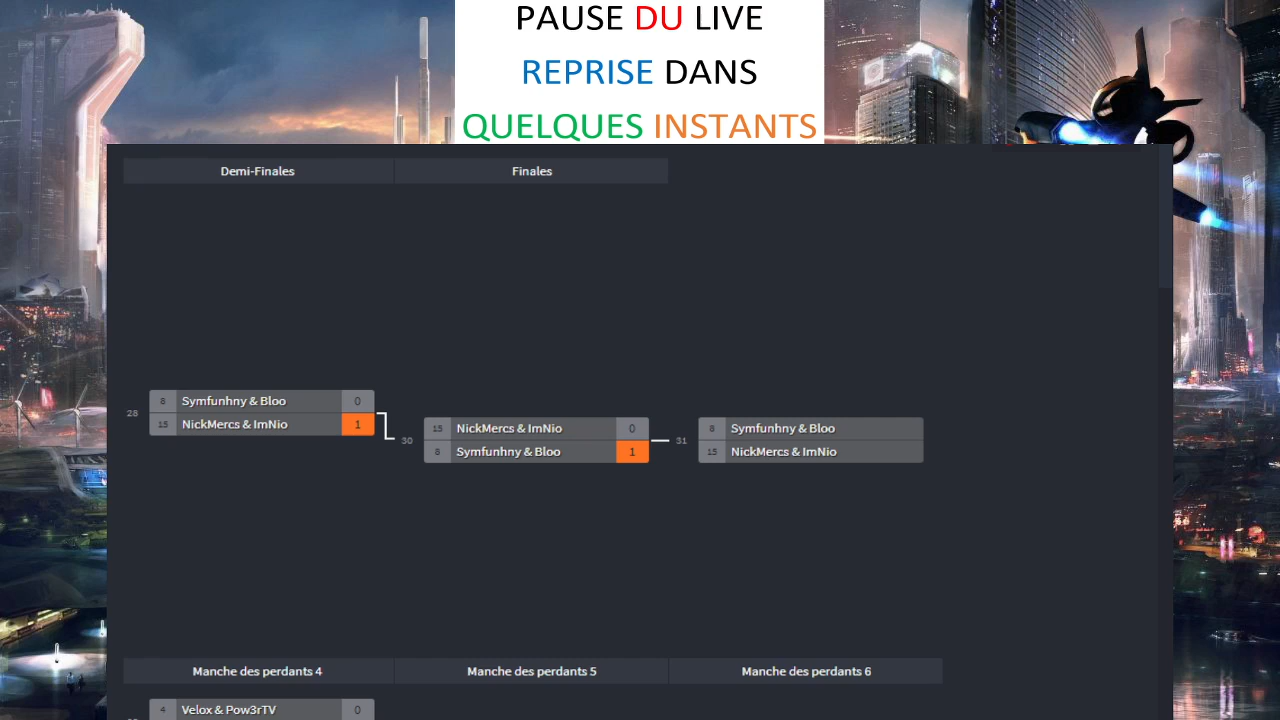 PAUSE DU LIVE
REPRISE DANS
QUELQUES INSTANTS
Demi-Finales Finales
28
8 Symfunhny & Bloo 0
15 NickMercs & ImNio 1
30
15 NickMercs & ImNio 0
8 Symfunhny & Bloo 1
31
8 Symfunhny & Bloo
15 NickMercs & ImNio
Manche des perdants 4 Manche des perdants 5 Manche des perdants 6
4 Velox & Pow3rTV 0